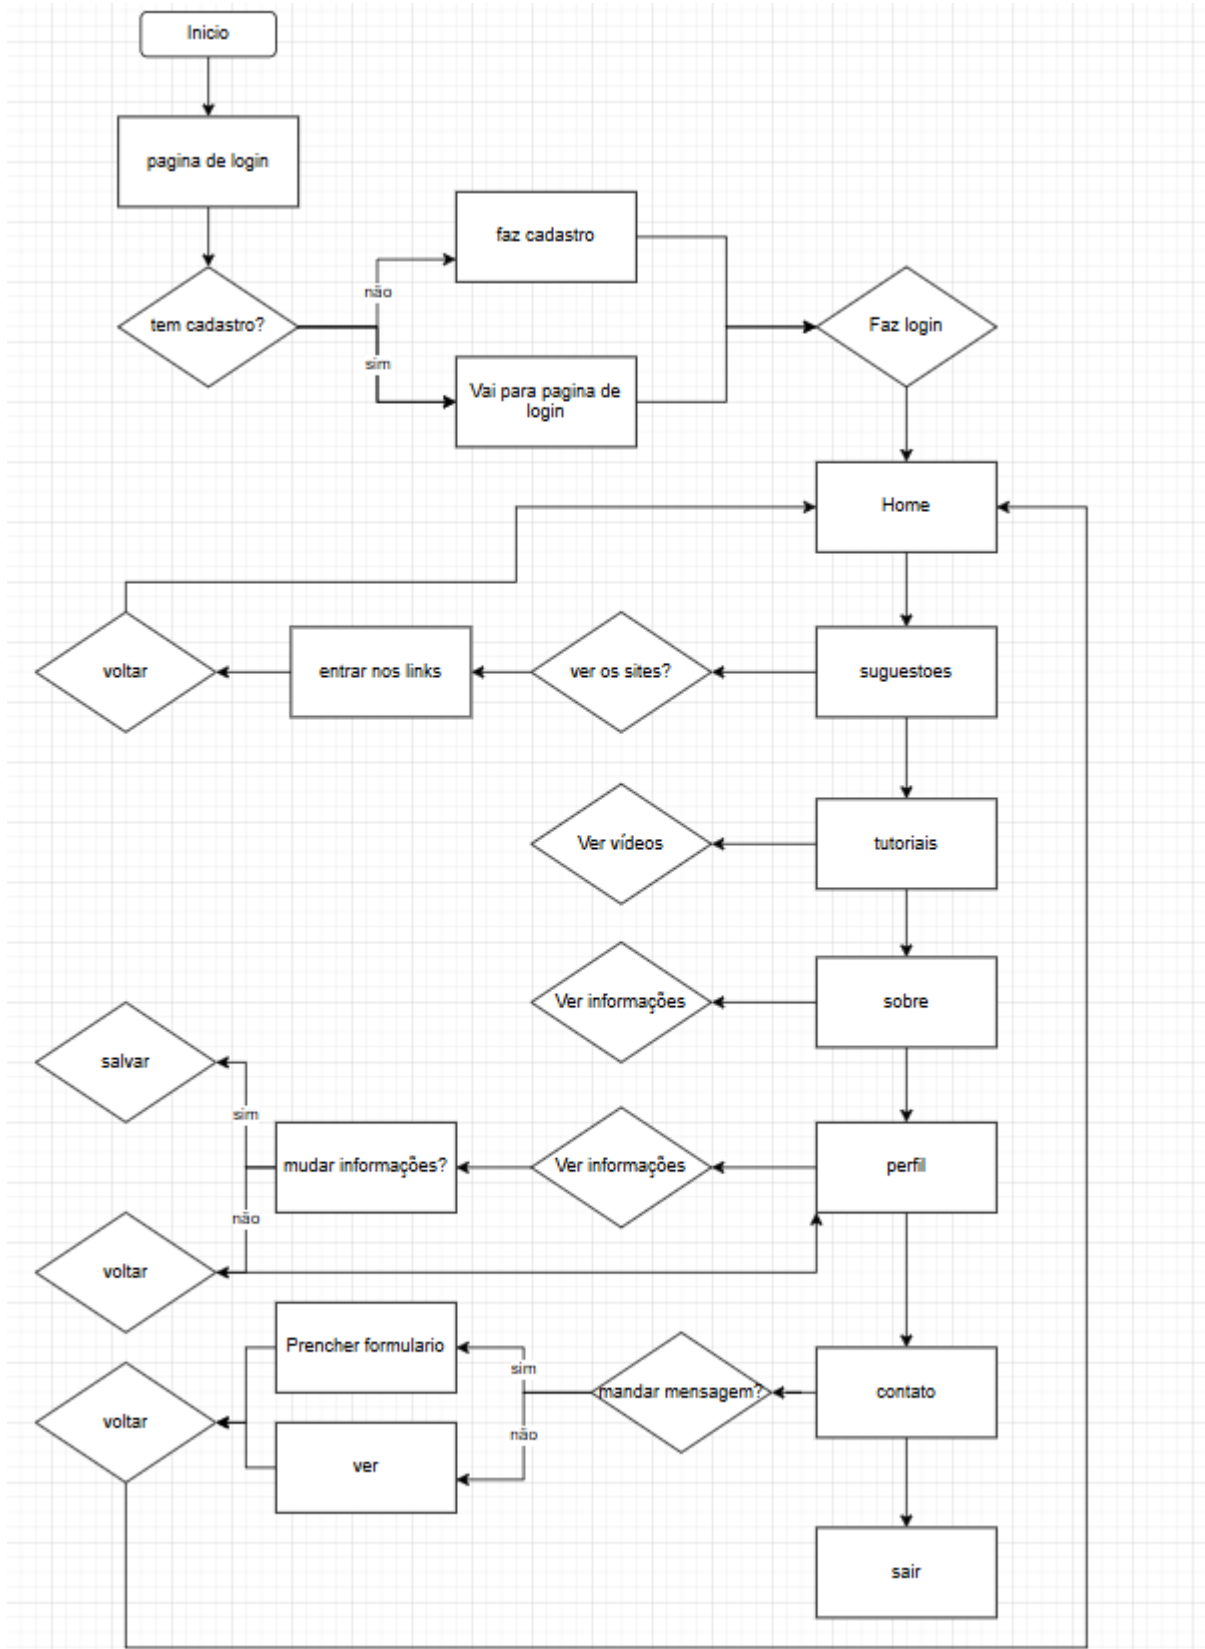 Inicio
pagina de login
faz cadastro
não
tem cadastro?
Faz login
sim
Vai para pagina de
login
Home
voltar
entrar nos links
ver os sites?
suguestoes
Ver vídeos
tutoriais
Ver informações
sobre
salvar
sim
mudar informações?
Ver informações
perfil
não
voltar
Prencher formulario
sim
mandar mensagem?
contato
voltar
não
ver
sair